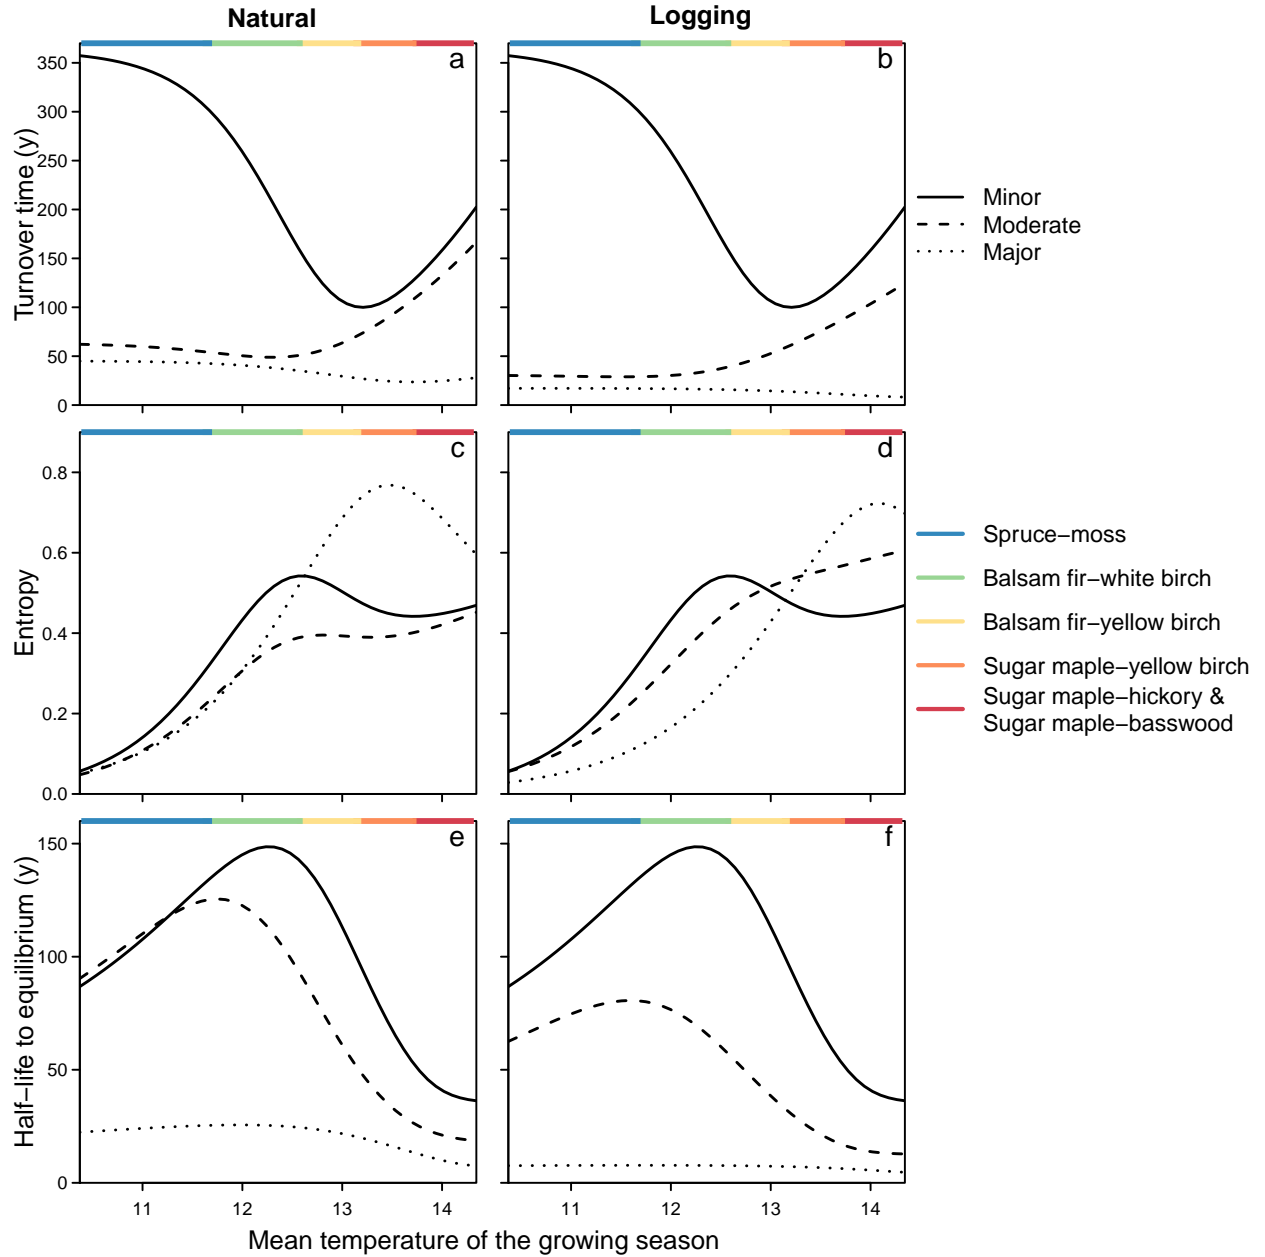 Natural
Logging
a
b
350
300
250
200
150
100
50
0
Turnover time (y)
Minor
Moderate
Major
c
d
0.8
0.6
0.4
0.2
0.0
Entropy
Spruce−moss
Balsam fir−white birch
Balsam fir−yellow birch
Sugar maple−yellow birch
Sugar maple−hickory &
Sugar maple−basswood
e
f
150
100
50
0
Half−life to equilibrium (y)
11 12 13 14
11 12 13 14
Mean temperature of the growing season